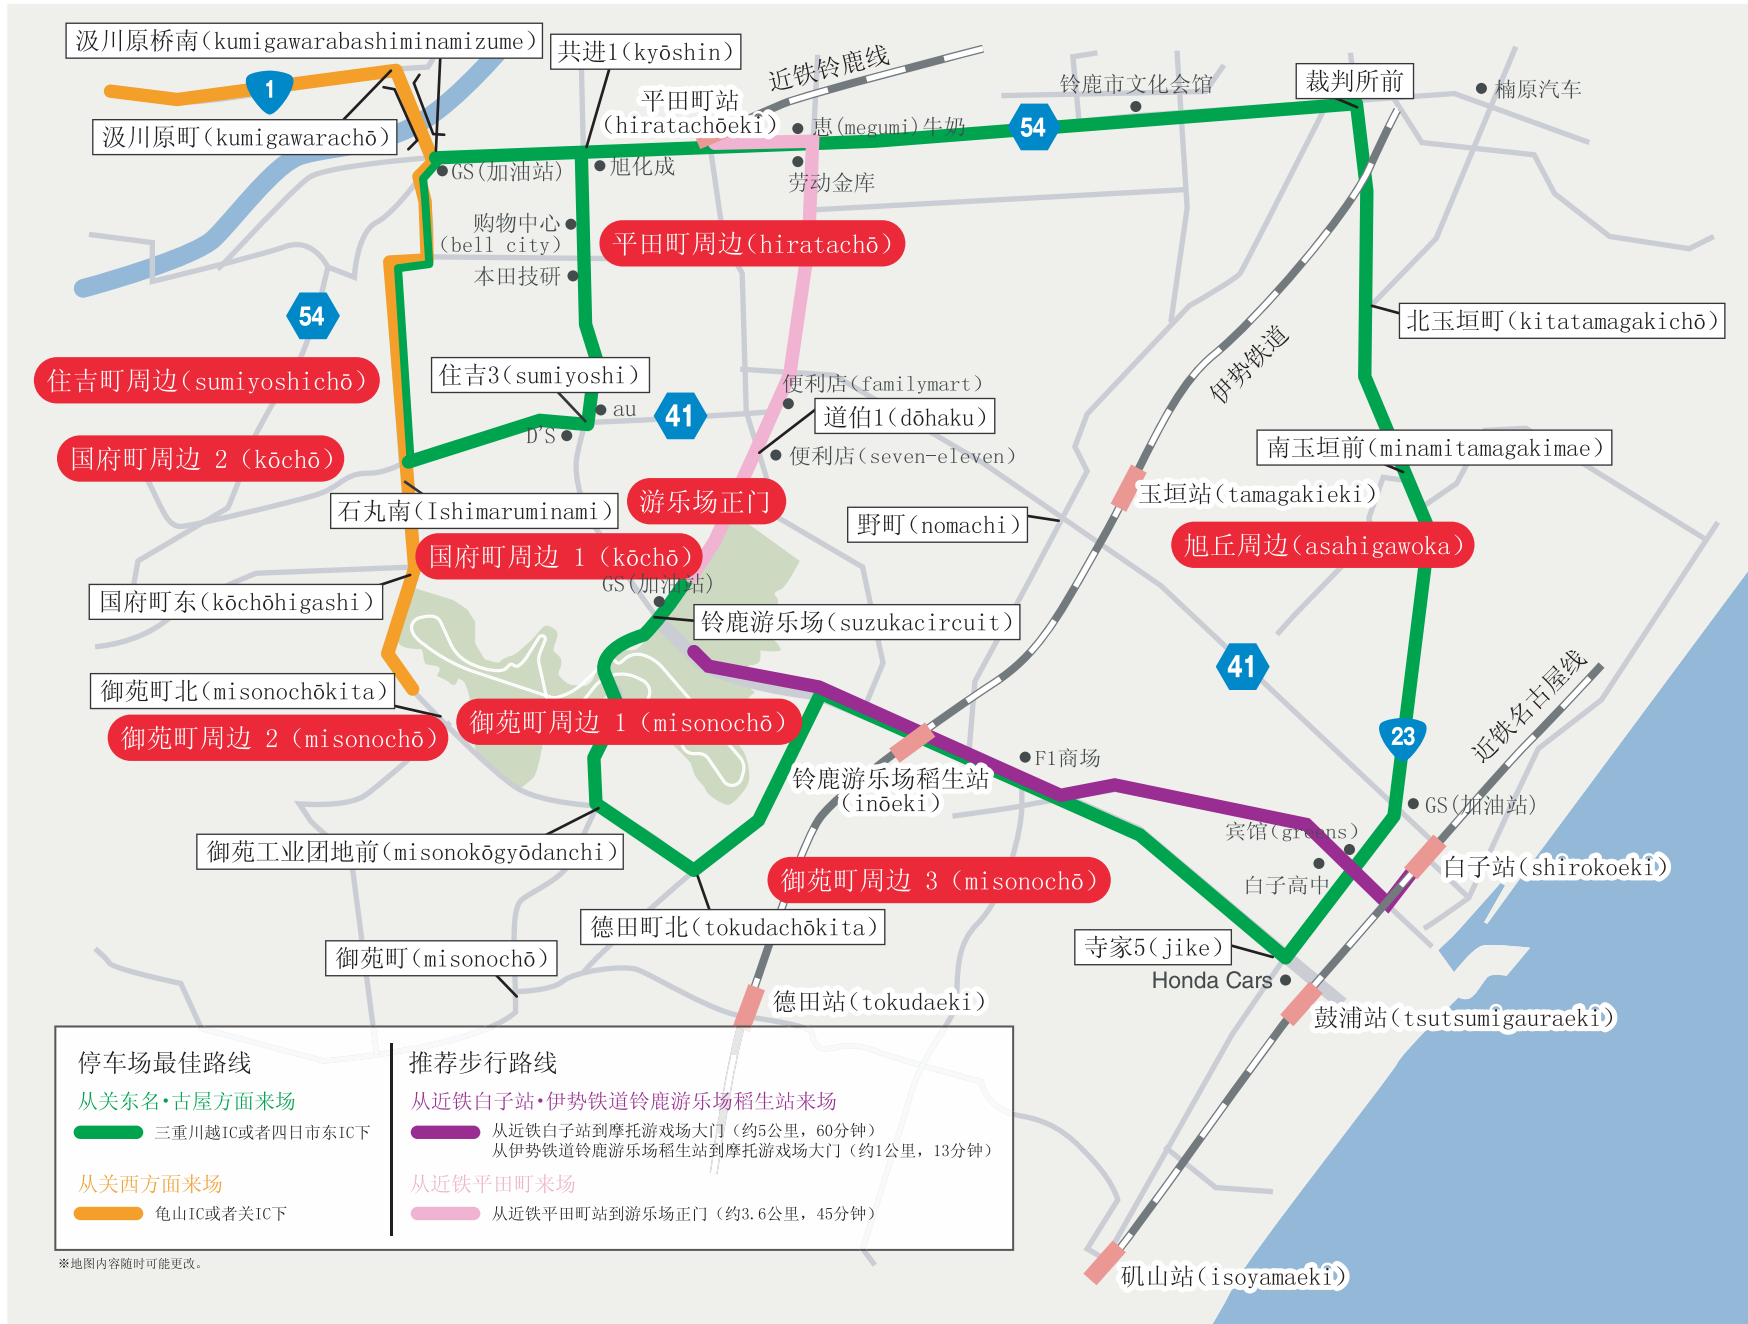 汲川原桥南(kumigawarabashiminamizume)
共进1(kyōshin)
近铁铃鹿线
平田町站
(hiratachōeki)
铃鹿市文化会馆
裁判所前
楠原汽车
1
汲川原町(kumigawarachō)
恵(megumi)牛奶
54
GS(加油站)
旭化成
劳动金库
购物中心
(bell city)
平田町周边(hiratachō)
本田技研
54
北玉垣町(kitatamagakichō)
伊势铁道
住吉町周边(sumiyoshichō)
住吉3(sumiyoshi)
便利店(familymart)
au
41
道伯1(dōhaku)
D'S
国府町周边 2 (kōchō)
便利店(seven-eleven)
南玉垣前(minamitamagakimae)
石丸南(Ishimaruminami)
游乐场正门
玉垣站(tamagakieki)
野町(nomachi)
旭丘周边(asahigawoka)
国府町周边 1 (kōchō)
GS(加油站)
国府町东(kōchōhigashi)
铃鹿游乐场(suzukacircuit)
41
御苑町北(misonochōkita)
近铁名古屋线
御苑町周边 1 (misonochō)
御苑町周边 2 (misonochō)
23
F1商场
铃鹿游乐场稻生站
(inōeki)
GS(加油站)
宾馆(greens)
御苑工业团地前(misonokōgyōdanchi)
白子站(shirokoeki)
御苑町周边 3 (misonochō)
白子高中
德田町北(tokudachōkita)
寺家5(jike)
御苑町(misonochō)
Honda Cars
德田站(tokudaeki)
鼓浦站(tsutsumigauraeki)
停车场最佳路线
从关东名·古屋方面来场
三重川越IC或者四日市东IC下
从关西方面来场
龟山IC或者关IC下
推荐步行路线
从近铁白子站·伊势铁道铃鹿游乐场稻生站来场
从近铁白子站到摩托游戏场大门（约5公里，60分钟）
从伊势铁道铃鹿游乐场稻生站到摩托游戏场大门（约1公里，13分钟）
从近铁平田町来场
从近铁平田町站到游乐场正门（约3.6公里，45分钟）
※地图内容随时可能更改。
矶山站(isoyamaeki)